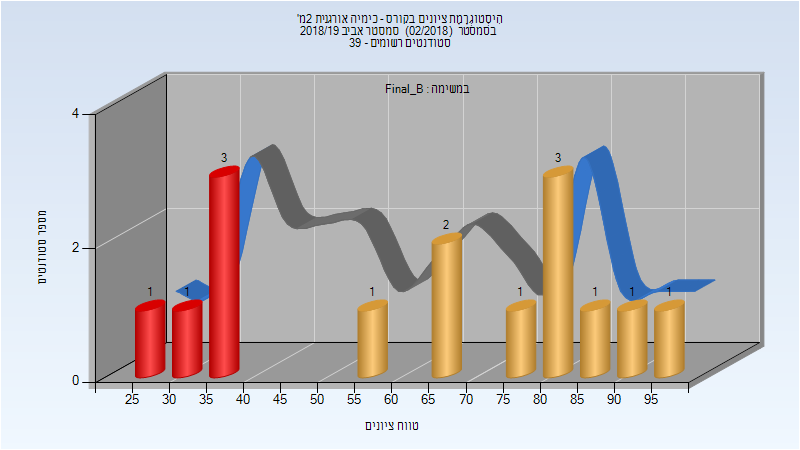 היסטוגרמת ציונים בקורס - כימיה אורגנית 2מ'
בסמסטר (02/2018) סמסטר אביב 2018/19
סטודנטים רשומים - 39
במשימה : Final_B
מספר סטודנטים
4
2
0
1
1
3
1
2
1
3
1
1
1
25 30 35 40 45 50 55 60 65 70 75 80 85 90 95
טווח ציונים